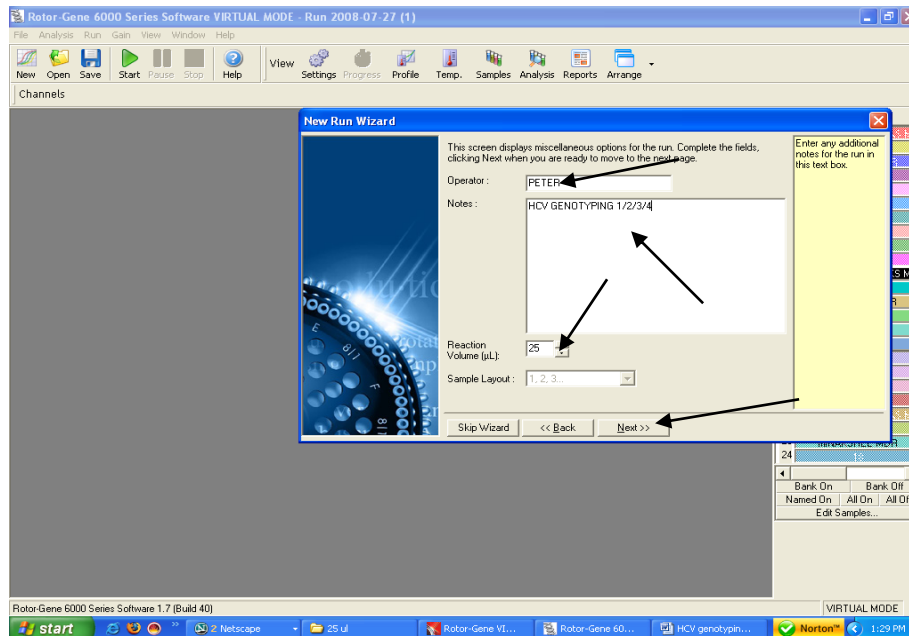 Rotor-Gene 6000 Series Software VIRTUAL MODE - Run 2008-07-27 (1)
File Analysis Run Gain View Window Help
New Open Save Start Pause Stop Help View Settings Progress Profile Temp. Samples Analysis Reports Arrange
Channels
New Run Wizard
This screen displays miscellaneous options for the run. Complete the fields,
clicking Next when you are ready to move to the next page.
Operator :
PETER
Notes :
HCV GENOTYPING 1/2/3/4
Reaction
Volume (µL):
25
Sample Layout :
1, 2, 3...
Skip Wizard
<< Back
Next >>
Enter any additional
notes for the run in
this text box.
24
Bank On Bank Off
Named On All On All Of
Edit Samples...
Rotor-Gene 6000 Series Software 1.7 (Build 40)
VIRTUAL MODE
start
2 Netscape
25 ul
Rotor-Gene VI...
Rotor-Gene 60...
HCV genotypin...
Norton™
1:29 PM